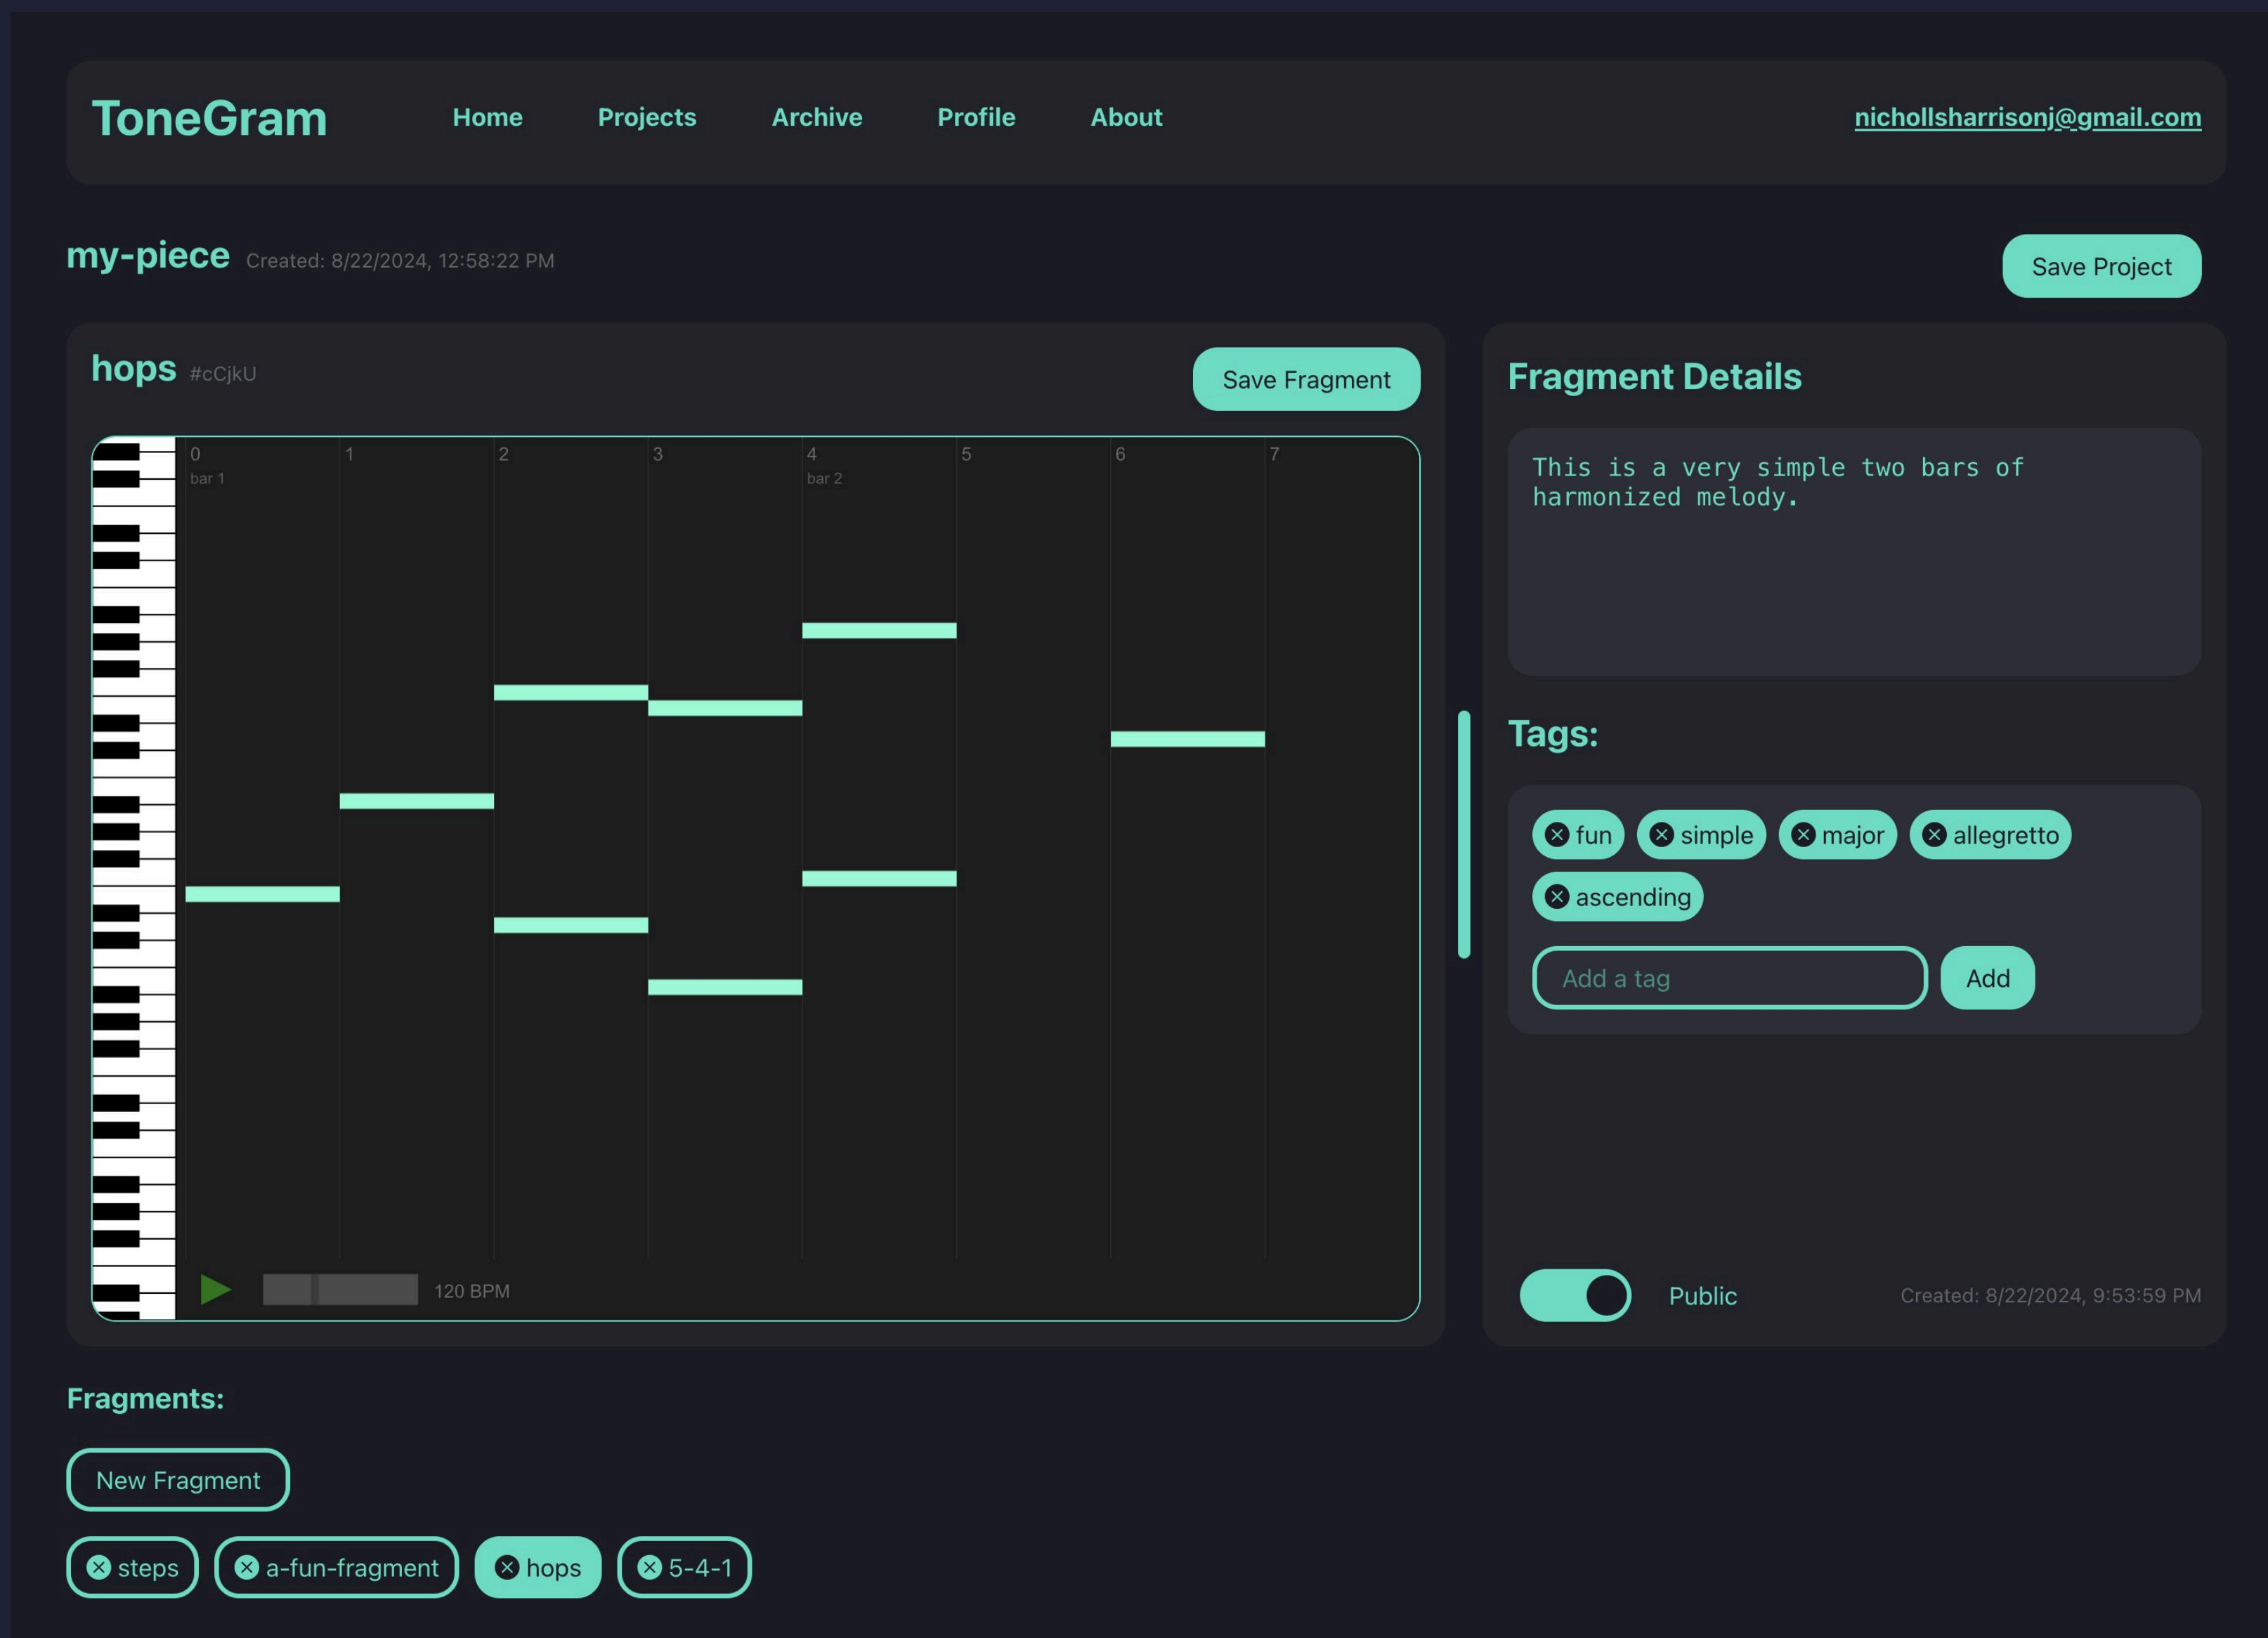 ToneGram Home Projects Archive Profile About nichollsharrisonj@gmail.com
my-piece Created: 8/22/2024, 12:58:22 PM
Save Project
hops #cCjkU
Save Fragment
0 1 2 3 4 5 6 7
bar 1 bar 2
120 BPM
Fragment Details
This is a very simple two bars of
harmonized melody.
Tags:
fun simple major allegretto
ascending
Add a tag Add
Public Created: 8/22/2024, 9:53:59 PM
Fragments:
New Fragment
steps a-fun-fragment hops 5-4-1